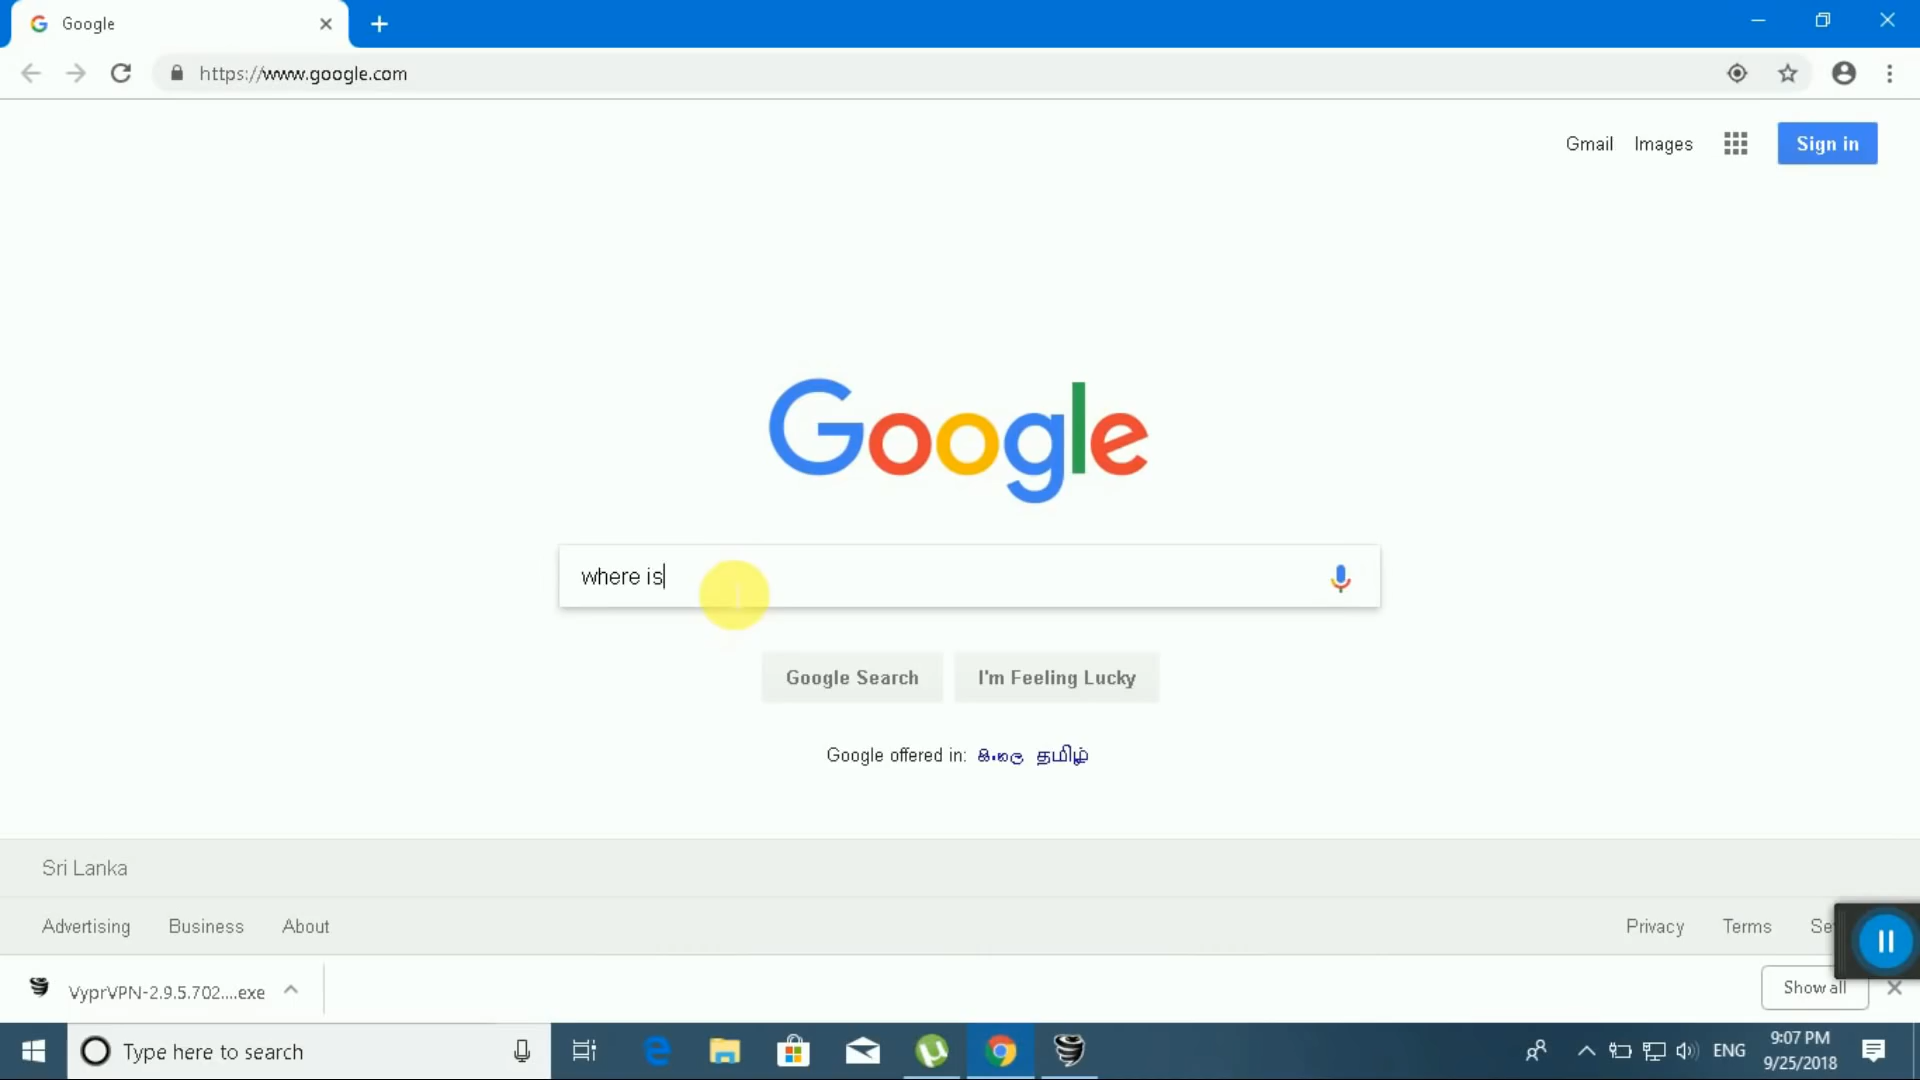 Google
https://www.google.com
Gmail Images Sign in
Google
where is
Google Search I'm Feeling Lucky
Google offered in: සිංහල தமிழ்
Sri Lanka
Advertising Business About Privacy Terms
VyprVPN-2.9.5.702....exe Show all
Type here to search ENG 9:07 PM
9/25/2018